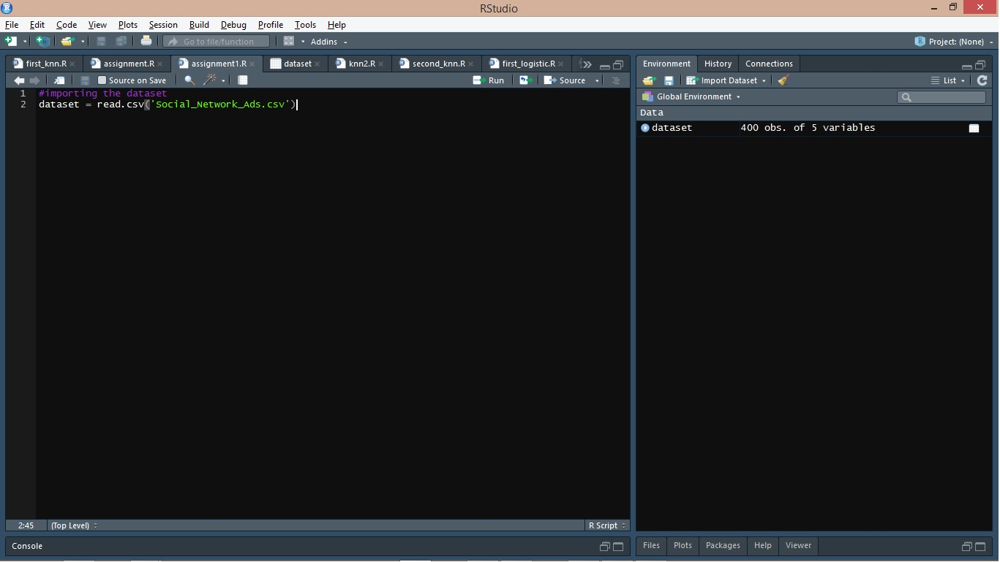 RStudio
File Edit Code View Plots Session Build Debug Profile Tools Help
Go to file/function Addins Project: (None)
first_knn.R assignment.R assignment1.R dataset knn2.R second_knn.R first_logistic.R
Source on Save Run Source
1 #importing the dataset
2 dataset = read.csv('Social_Network_Ads.csv')
2:45 (Top Level) R Script
Console
Environment History Connections
Import Dataset List
Global Environment
Data
dataset 400 obs. of 5 variables
Files Plots Packages Help Viewer